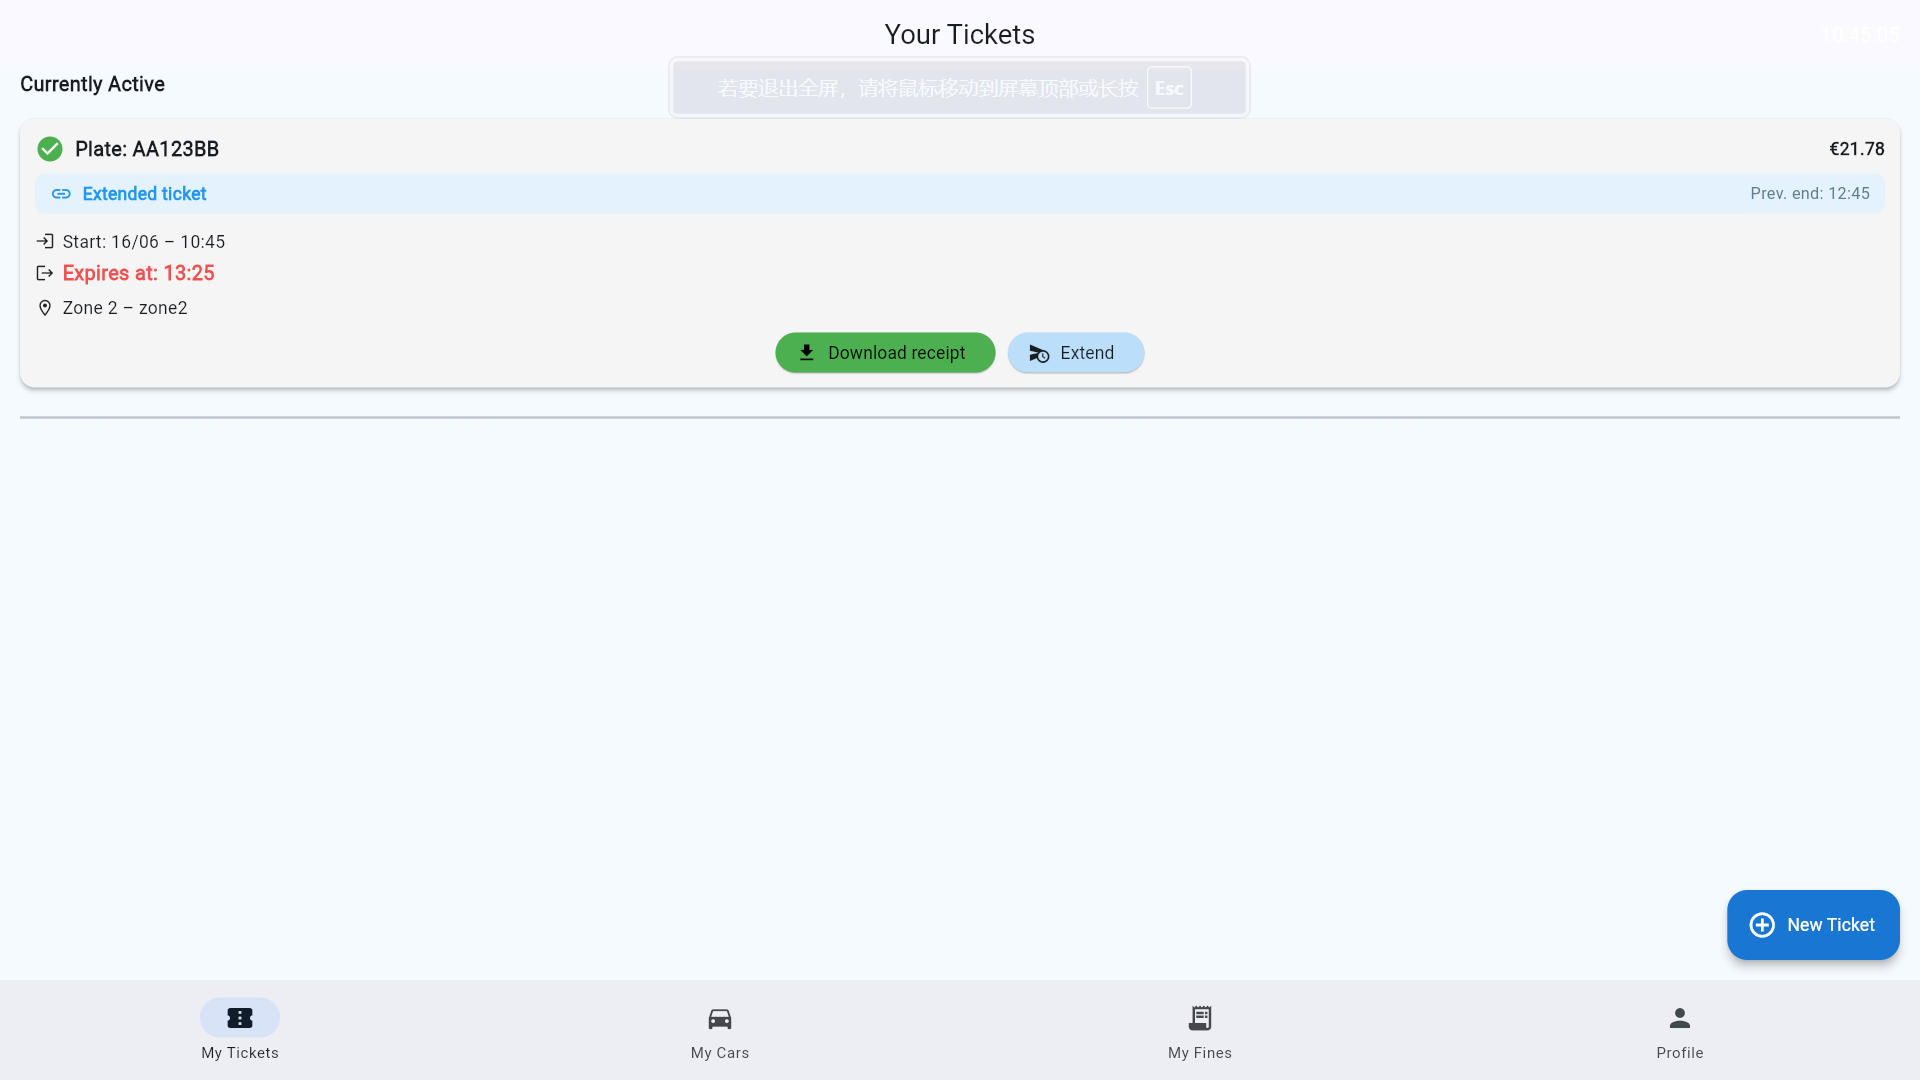 Your Tickets
10:45:05
Currently Active
若要退出全屏，请将鼠标移动到屏幕顶部或长按 Esc
Plate: AA123BB
€21.78
Extended ticket
Prev. end: 12:45
Start: 16/06 – 10:45
Expires at: 13:25
Zone 2 – zone2
Download receipt
Extend
New Ticket
My Tickets
My Cars
My Fines
Profile